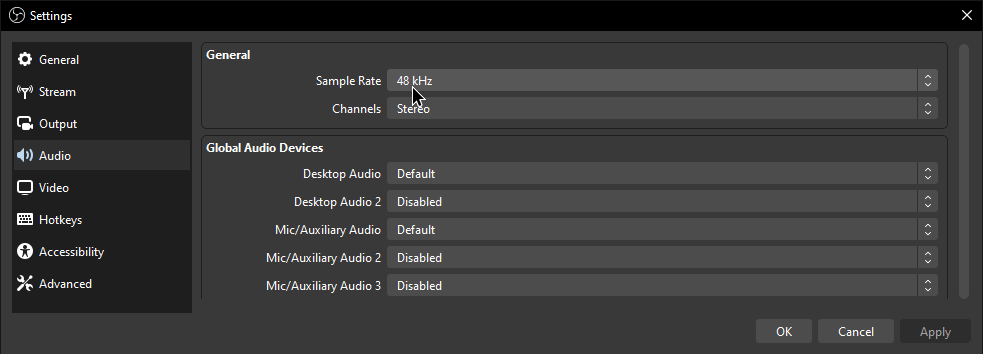 Settings
General
Stream
Output
Audio
Video
Hotkeys
Accessibility
Advanced
General
Sample Rate 48 kHz
Channels Stereo
Global Audio Devices
Desktop Audio Default
Desktop Audio 2 Disabled
Mic/Auxiliary Audio Default
Mic/Auxiliary Audio 2 Disabled
Mic/Auxiliary Audio 3 Disabled
OK Cancel Apply